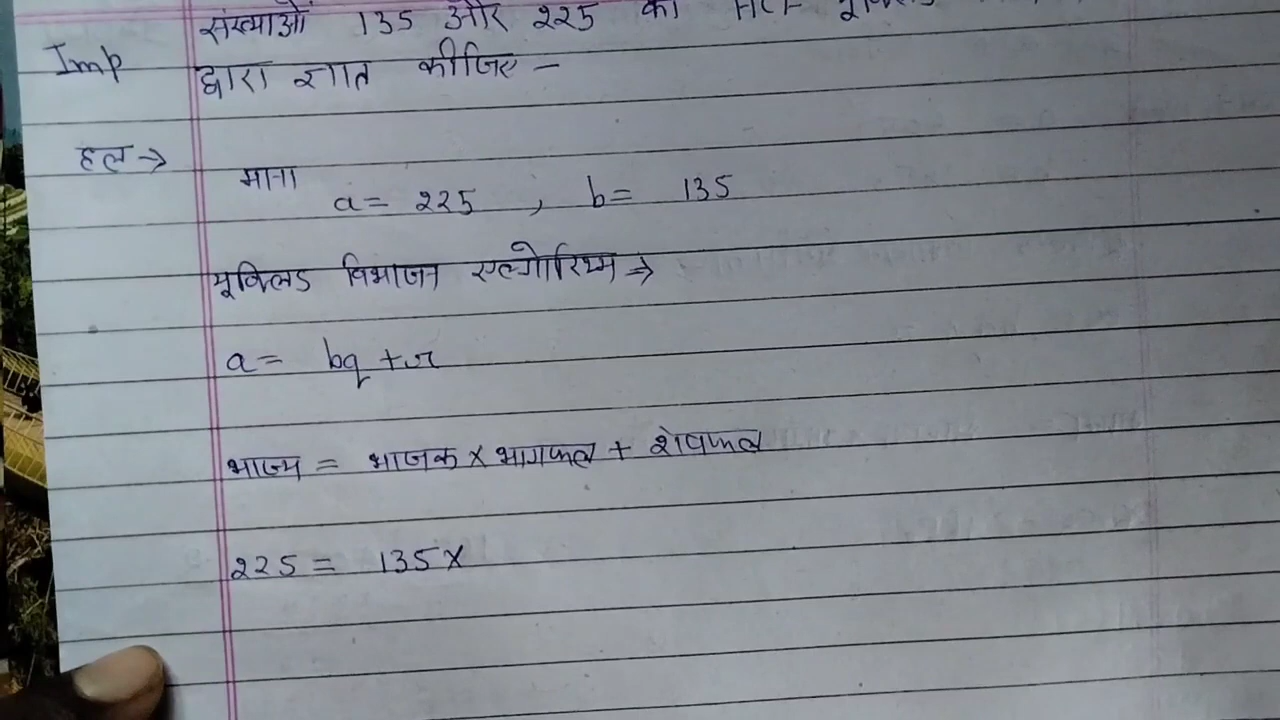 संख्याओं 135 और 225 का HCF
Imp द्वारा ज्ञात कीजिए -
हल →
माना a = 225 , b = 135
यूक्लिड विभाजन एल्गोरिथ्म ⇒
a = bq + r
भाज्य = भाजक × भागफल + शेषफल
225 = 135 ×